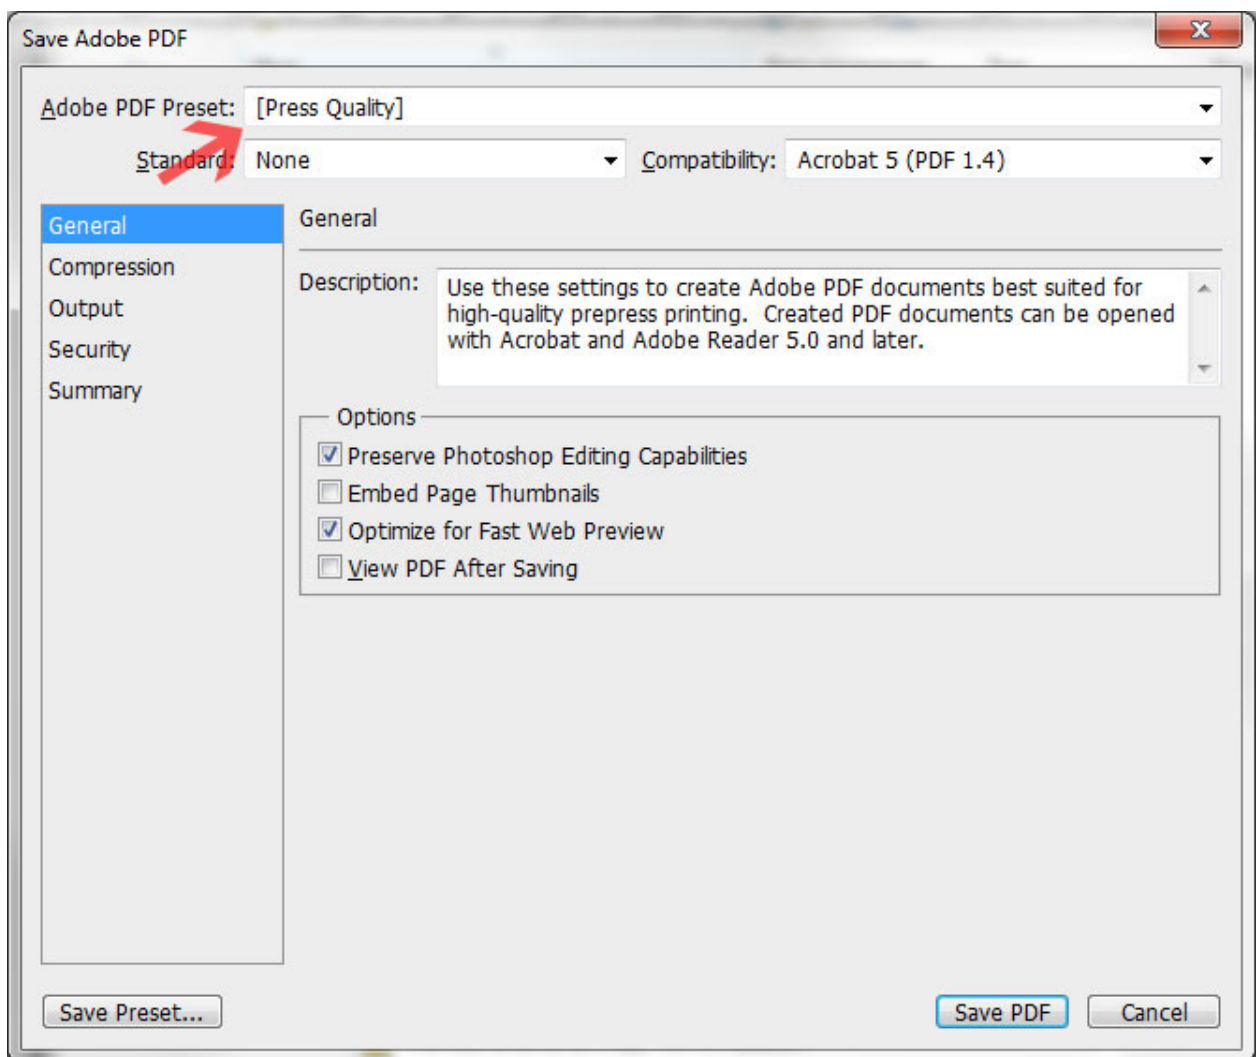 Save Adobe PDF
Adobe PDF Preset: [Press Quality]
Standard: None Compatibility: Acrobat 5 (PDF 1.4)
General
Compression
Output
Security
Summary
General
Description: Use these settings to create Adobe PDF documents best suited for
high-quality prepress printing.  Created PDF documents can be opened
with Acrobat and Adobe Reader 5.0 and later.
Options
Preserve Photoshop Editing Capabilities
Embed Page Thumbnails
Optimize for Fast Web Preview
View PDF After Saving
Save Preset... Save PDF Cancel